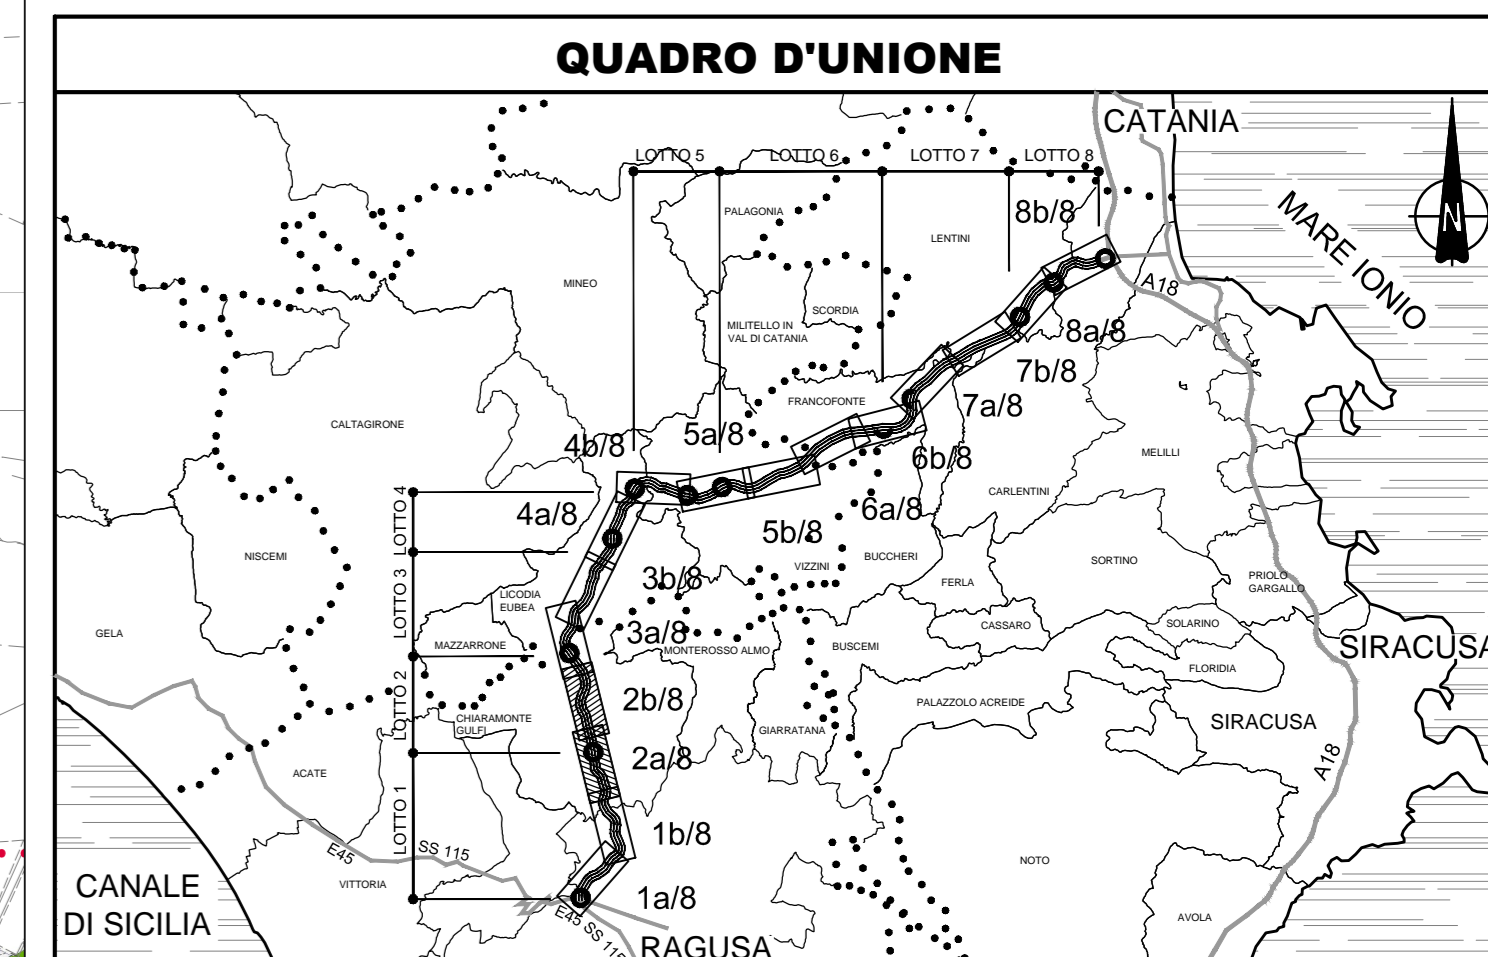 QUADRO D'UNIONE
CATANIA
LOTTO 5
LOTTO 6
LOTTO 7
LOTTO 8
N
MARE IONIO
PALAGONIA
8b/8
LENTINI
MINEO
A18
SCORDIA
MILITELLO IN
VAL DI CATANIA
8a/8
7b/8
FRANCOFONTE
7a/8
CALTAGIRONE
4b/8
5a/8
6b/8
MELILLI
CARLENTINI
LOTTO 4
4a/8
6a/8
5b/8
NISCEMI
BUCCHERI
VIZZINI
SORTINO
FERLA
PRIOLO
GARGALLO
3b/8
LICODIA
EUBEA
LOTTO 3
GELA
3a/8
CASSARO
SOLARINO
MAZZARRONE
MONTEROSSO ALMO
BUSCEMI
SIRACUSA
FLORIDIA
2b/8
LOTTO 2
PALAZZOLO ACREIDE
CHIARAMONTE
GULFI
GIARRATANA
SIRACUSA
2a/8
A18
ACATE
LOTTO 1
1b/8
E45
SS 115
NOTO
CANALE
DI SICILIA
VITTORIA
1a/8
E45 SS 115
AVOLA
RAGUSA